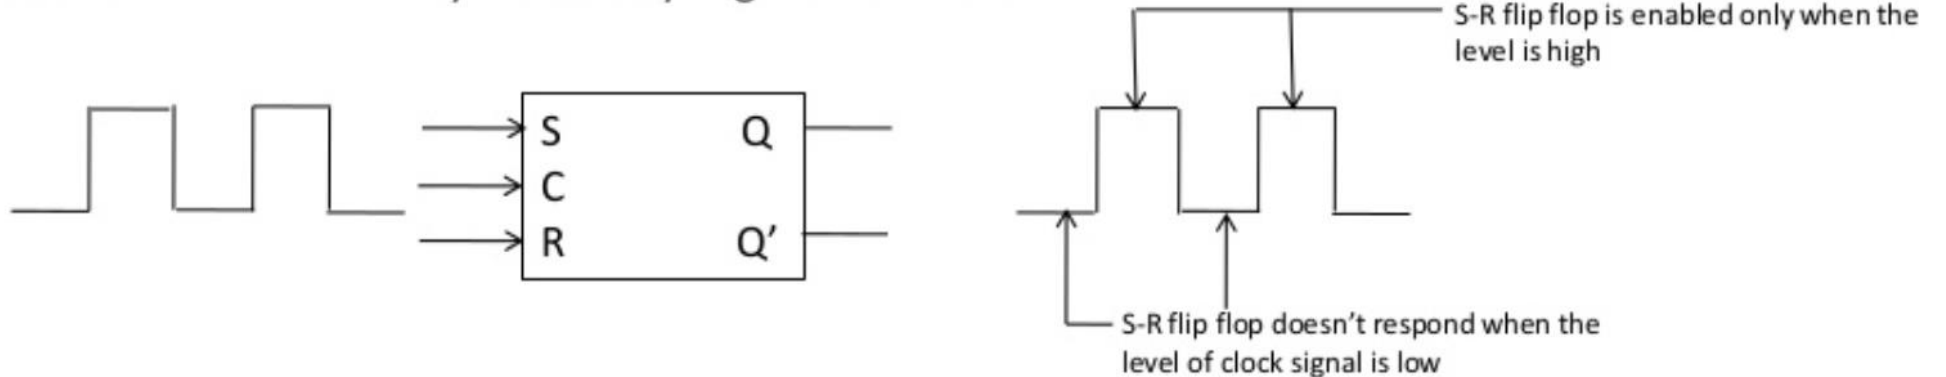 S-R flip flop is enabled only when the
level is high
S Q
C
R Q'
S-R flip flop doesn't respond when the
level of clock signal is low